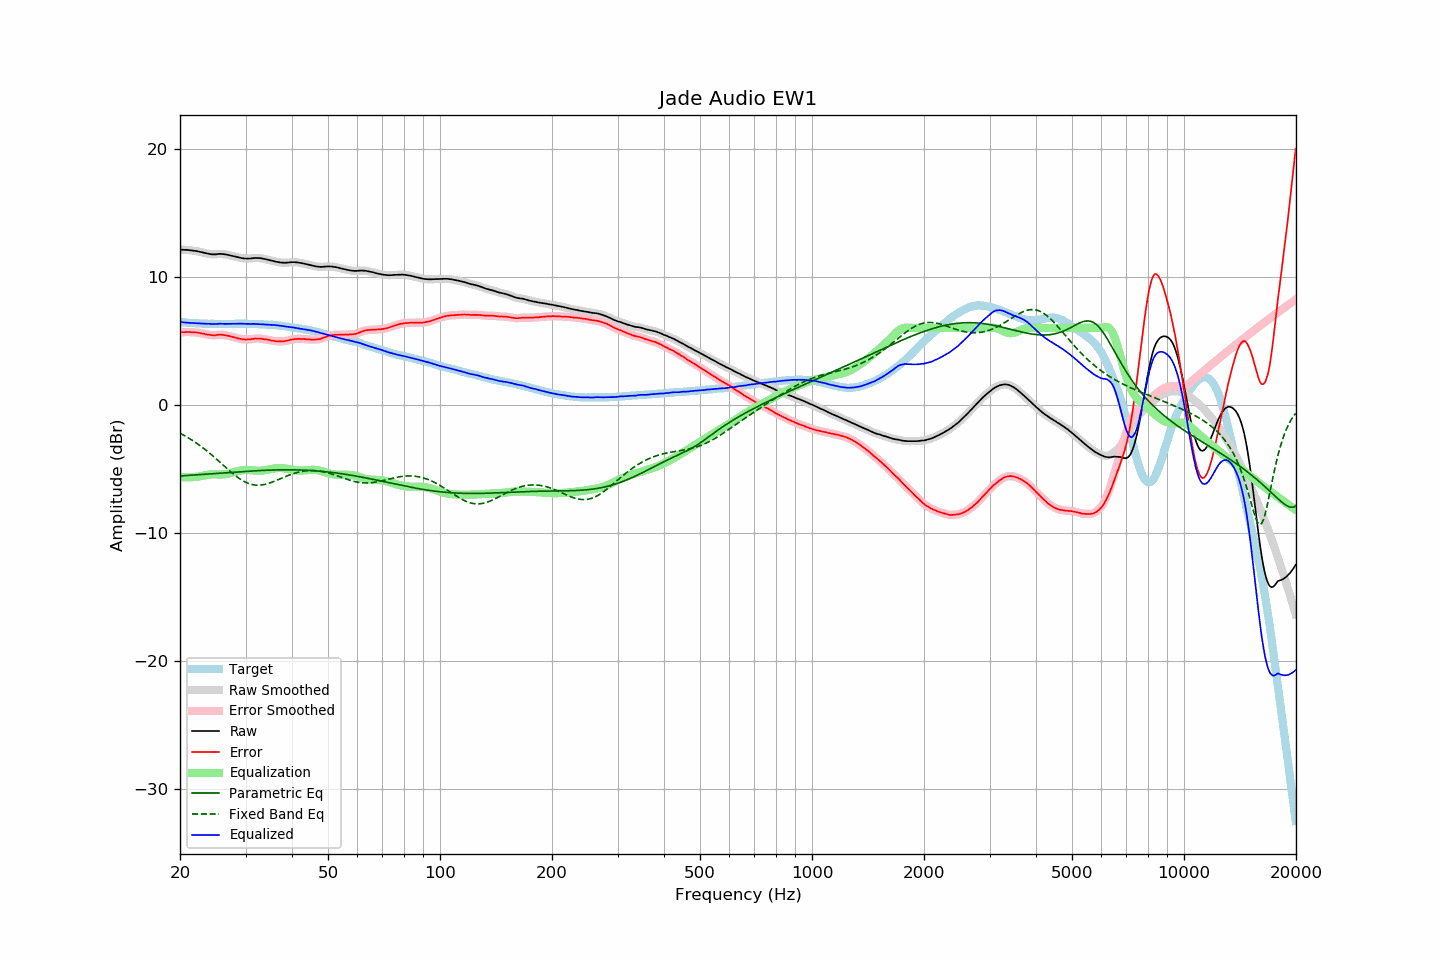 Jade Audio EW1
Amplitude (dBr)
20
10
0
−10
−20
−30
Target
Raw Smoothed
Error Smoothed
Raw
Error
Equalization
Parametric Eq
Fixed Band Eq
Equalized
20 50 100 200 500 1000 2000 5000 10000 20000
Frequency (Hz)